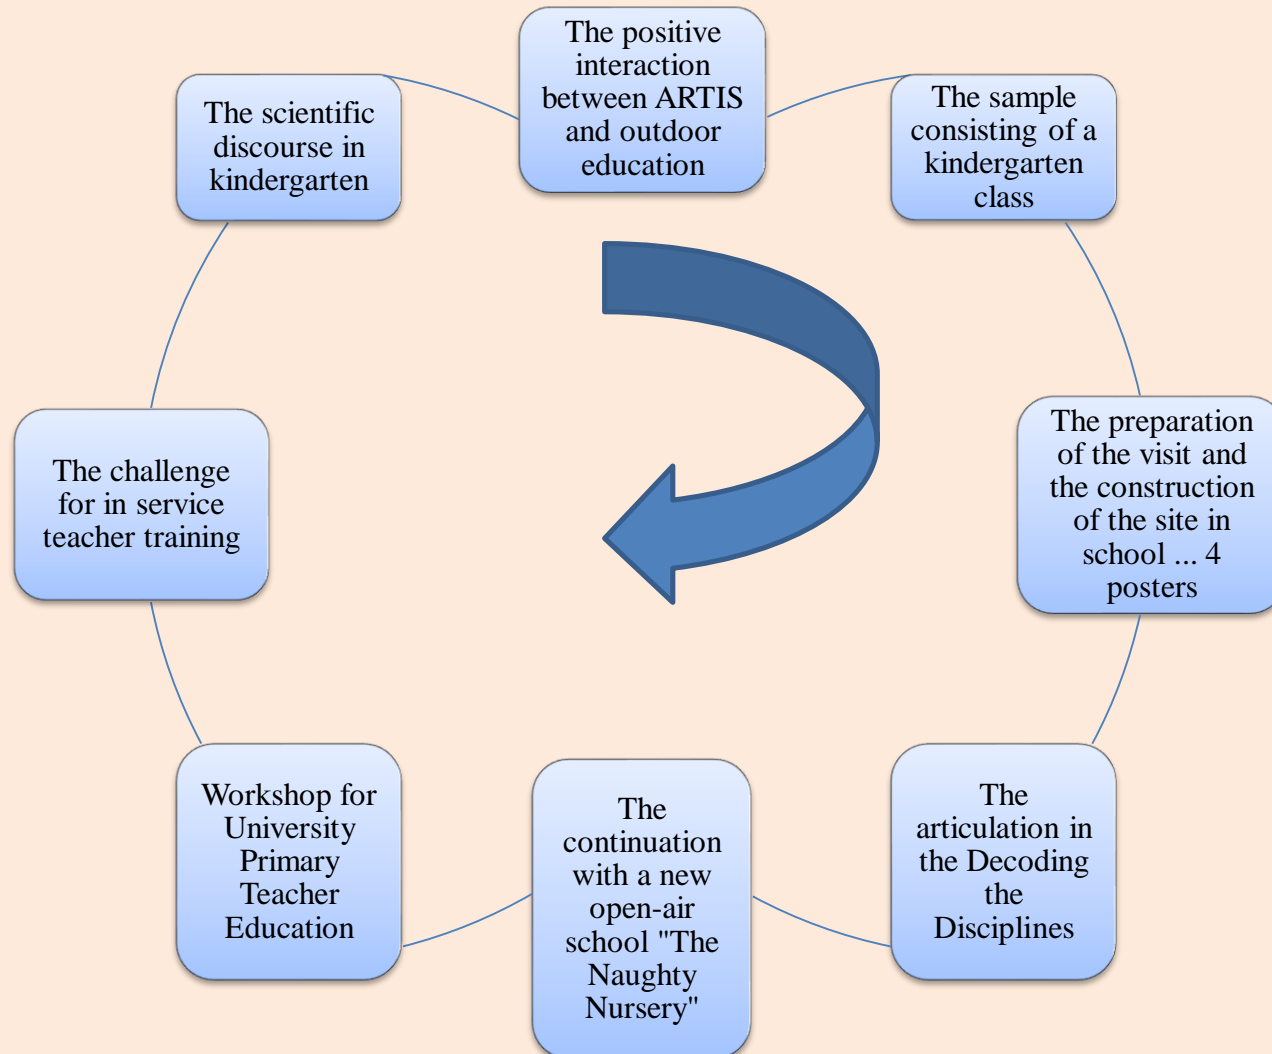 The positive
interaction
between ARTIS
and outdoor
education
The sample
consisting of a
kindergarten
class
The preparation
of the visit and
the construction
of the site in
school ... 4
posters
The
articulation in
the Decoding
the
Disciplines
The
continuation
with a new
open-air
school "The
Naughty
Nursery"
Workshop for
University
Primary
Teacher
Education
The challenge
for in service
teacher training
The scientific
discourse in
kindergarten